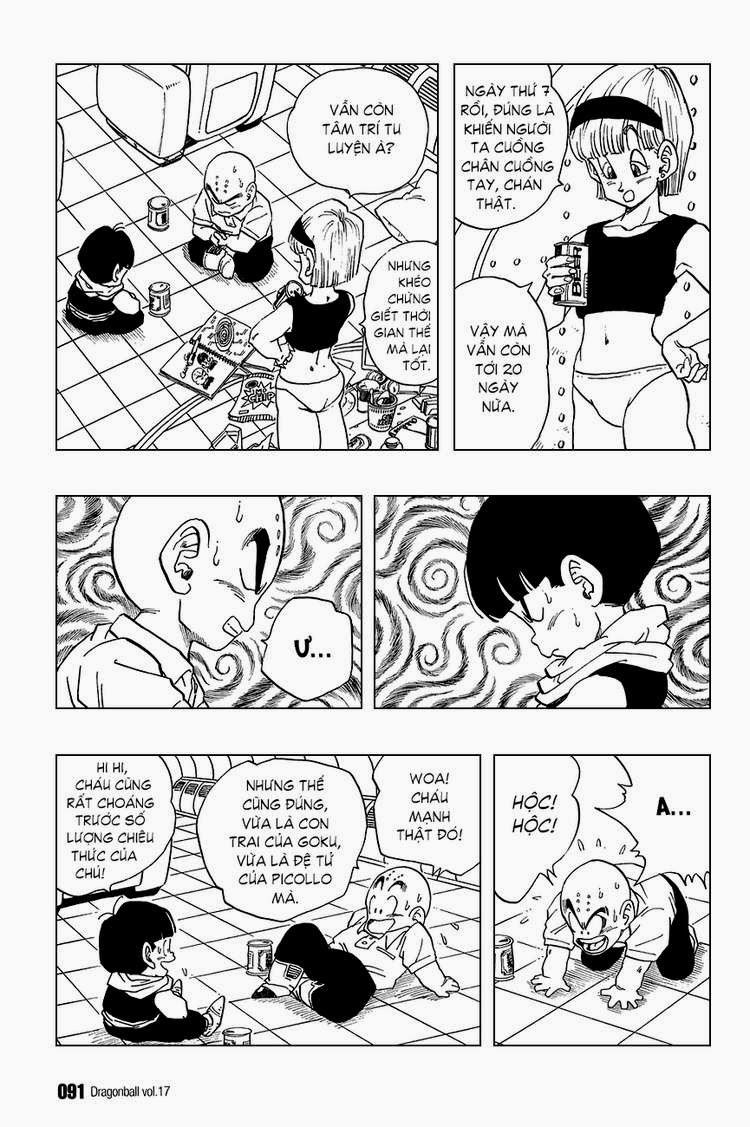 NGÀY THỨ 7
RỒI, ĐÚNG LÀ
KHIẾN NGƯỜI
TA CUỒNG
CHÂN CUỒNG
TAY, CHÁN
THẬT.
VẬY MÀ
VẪN CÒN
TỚI 20
NGÀY
NỮA.
VẪN CÒN
TÂM TRÍ TU
LUYỆN À?
NHƯNG
KHÉO
CHỪNG
GIẾT THỜI
GIAN THẾ
MÀ LẠI
TỐT.
CHIP
Ư...
A...
HỘC!
HỘC!
WOA!
CHÁU
MẠNH
THẬT ĐÓ!
NHƯNG THẾ
CŨNG ĐÚNG,
VỪA LÀ CON
TRAI CỦA GOKU,
VỪA LÀ ĐỆ TỬ
CỦA PICOLLO
MÀ.
HI HI,
CHÁU CŨNG
RẤT CHOÁNG
TRƯỚC SỐ
LƯỢNG CHIÊU
THỨC CỦA
CHÚ!
091 Dragonball vol.17